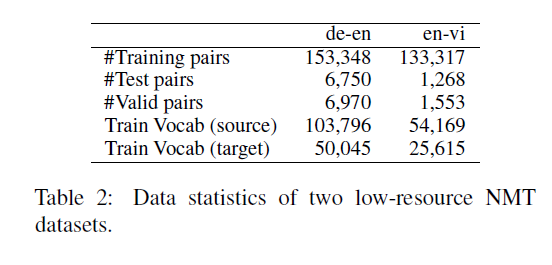 de-en en-vi
#Training pairs 153,348 133,317
#Test pairs 6,750 1,268
#Valid pairs 6,970 1,553
Train Vocab (source) 103,796 54,169
Train Vocab (target) 50,045 25,615
Table 2: Data statistics of two low-resource NMT
datasets.